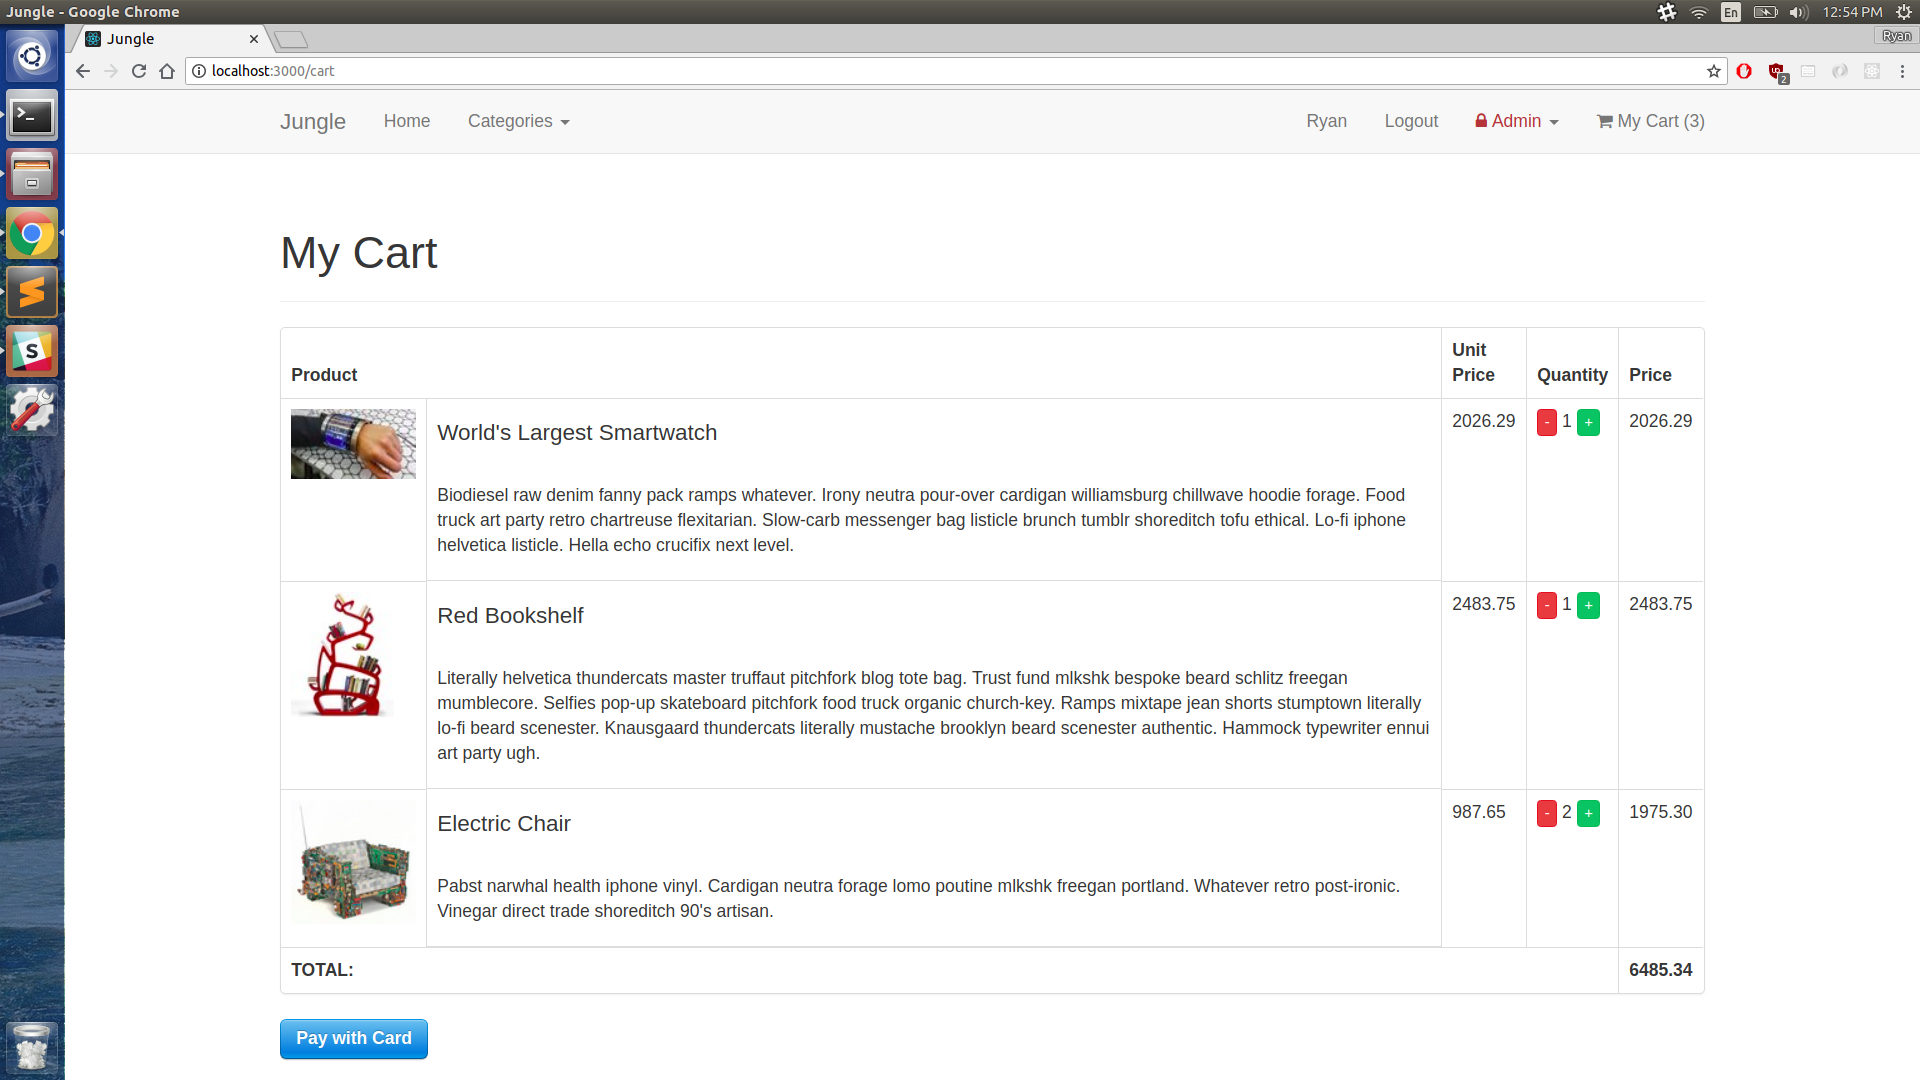 Jungle - Google Chrome
En
12:54 PM
Jungle
Ryan
localhost:3000/cart
2
Jungle
Home
Categories
Ryan
Logout
Admin
My Cart (3)
My Cart
Product
Unit
Price
Quantity
Price
World's Largest Smartwatch
Biodiesel raw denim fanny pack ramps whatever. Irony neutra pour-over cardigan williamsburg chillwave hoodie forage. Food
truck art party retro chartreuse flexitarian. Slow-carb messenger bag listicle brunch tumblr shoreditch tofu ethical. Lo-fi iphone
helvetica listicle. Hella echo crucifix next level.
2026.29
- 1 +
2026.29
Red Bookshelf
Literally helvetica thundercats master truffaut pitchfork blog tote bag. Trust fund mlkshk bespoke beard schlitz freegan
mumblecore. Selfies pop-up skateboard pitchfork food truck organic church-key. Ramps mixtape jean shorts stumptown literally
lo-fi beard scenester. Knausgaard thundercats literally mustache brooklyn beard scenester authentic. Hammock typewriter ennui
art party ugh.
2483.75
- 1 +
2483.75
Electric Chair
Pabst narwhal health iphone vinyl. Cardigan neutra forage lomo poutine mlkshk freegan portland. Whatever retro post-ironic.
Vinegar direct trade shoreditch 90's artisan.
987.65
- 2 +
1975.30
TOTAL:
6485.34
Pay with Card